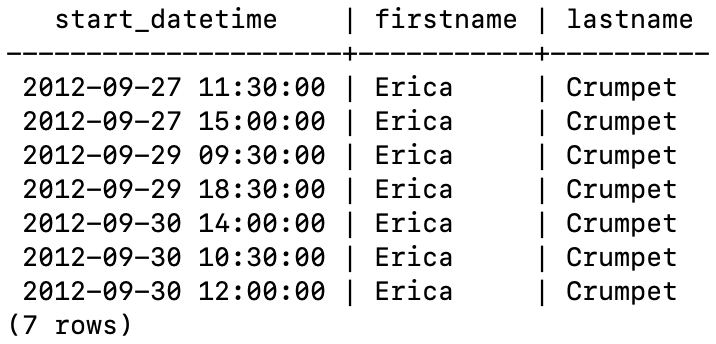 start_datetime | firstname | lastname
---------------------+-----------+----------
2012-09-27 11:30:00 | Erica | Crumpet
2012-09-27 15:00:00 | Erica | Crumpet
2012-09-29 09:30:00 | Erica | Crumpet
2012-09-29 18:30:00 | Erica | Crumpet
2012-09-30 14:00:00 | Erica | Crumpet
2012-09-30 10:30:00 | Erica | Crumpet
2012-09-30 12:00:00 | Erica | Crumpet
(7 rows)